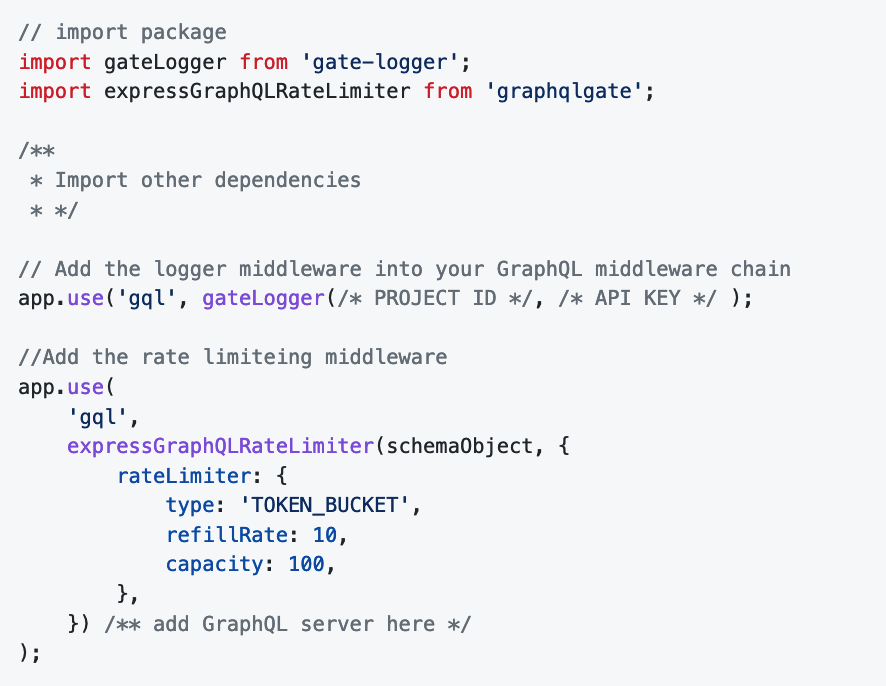 // import package
import gateLogger from 'gate-logger';
import expressGraphQLRateLimiter from 'graphqlgate';

/**
 * Import other dependencies
 * */

// Add the logger middleware into your GraphQL middleware chain
app.use('gql', gateLogger(/* PROJECT ID */, /* API KEY */ );

//Add the rate limiteing middleware
app.use(
    'gql',
    expressGraphQLRateLimiter(schemaObject, {
        rateLimiter: {
            type: 'TOKEN_BUCKET',
            refillRate: 10,
            capacity: 100,
        },
    }) /** add GraphQL server here */
);